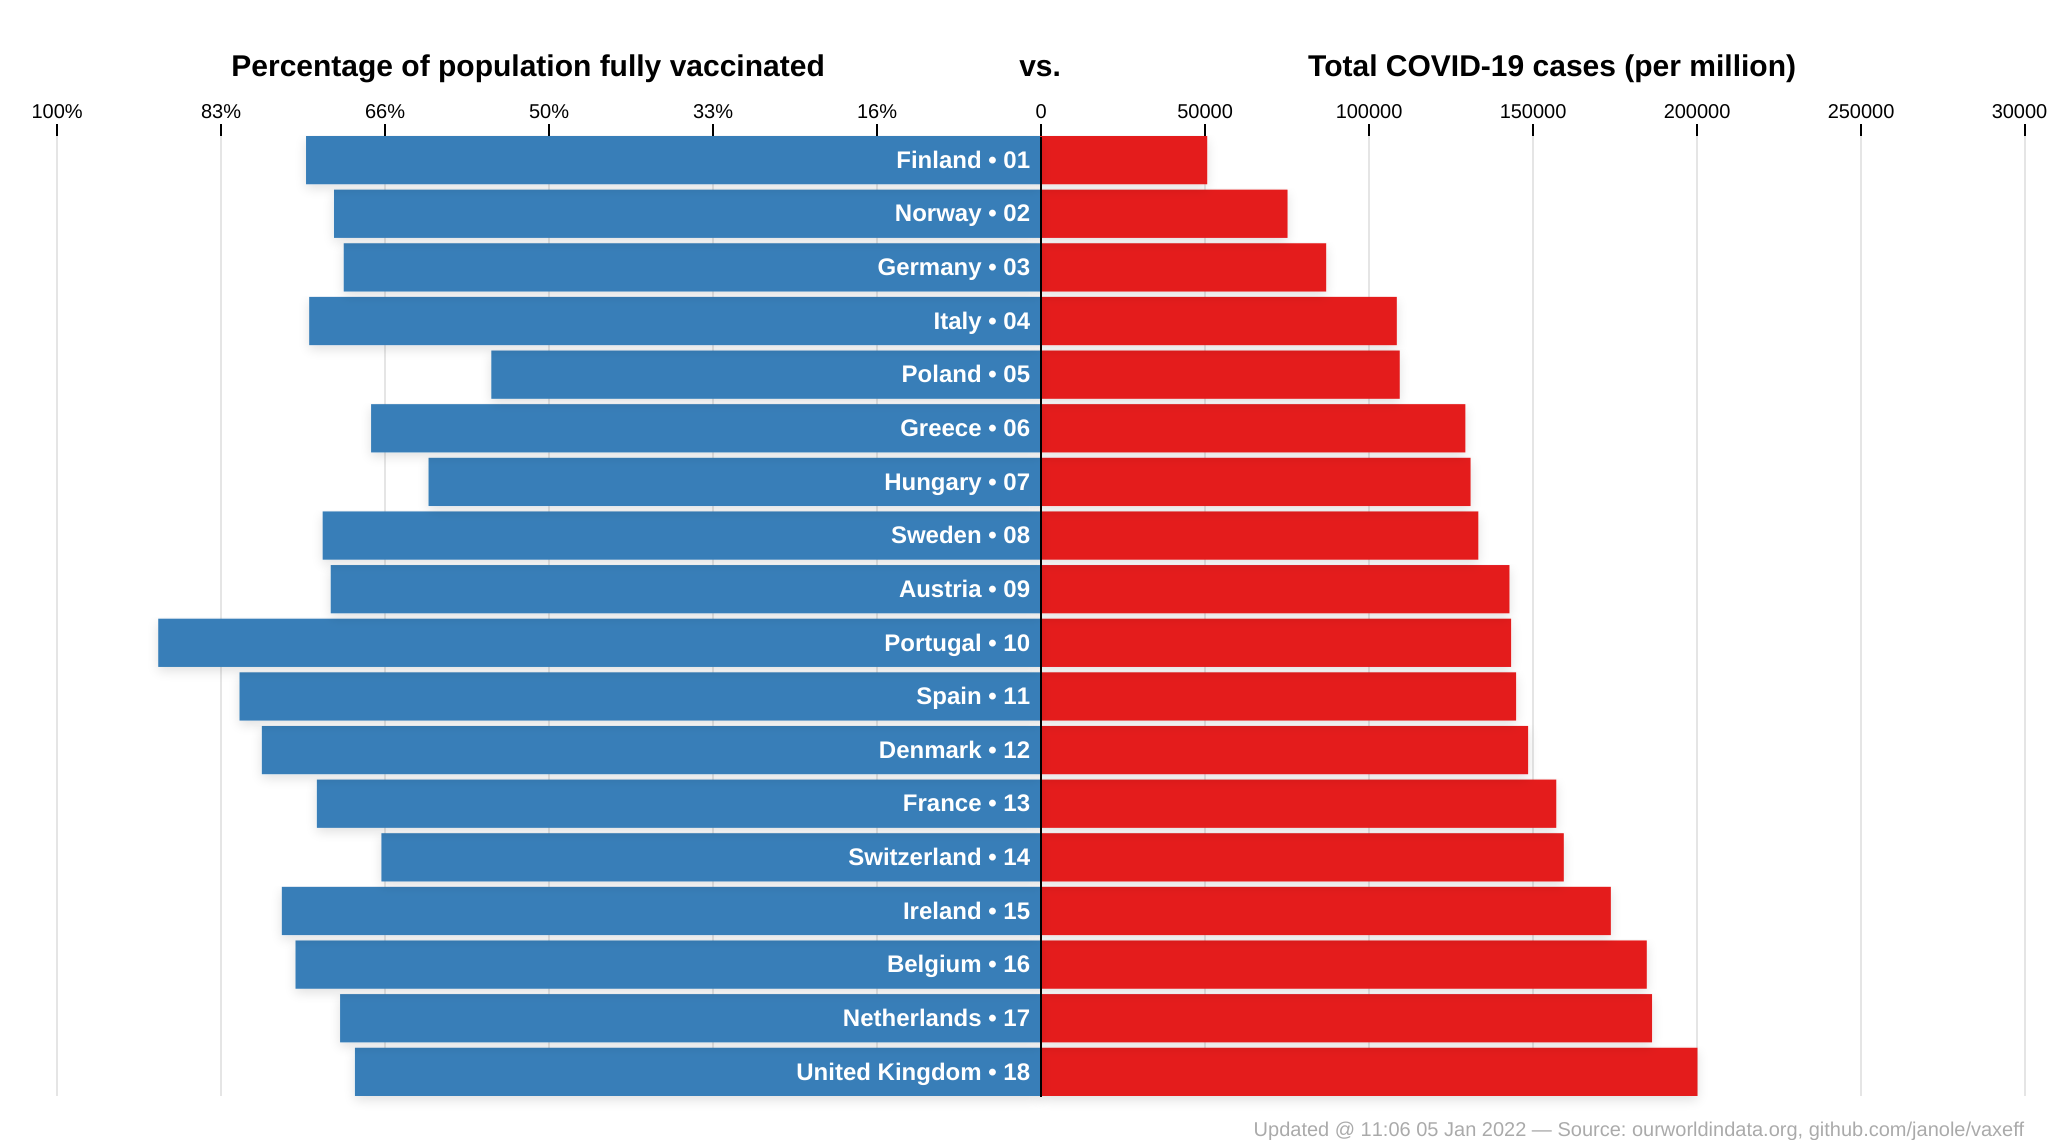 Percentage of population fully vaccinated vs. Total COVID-19 cases (per million)
100% 83% 66% 50% 33% 16% 0 50000 100000 150000 200000 250000 30000
Finland • 01
Norway • 02
Germany • 03
Italy • 04
Poland • 05
Greece • 06
Hungary • 07
Sweden • 08
Austria • 09
Portugal • 10
Spain • 11
Denmark • 12
France • 13
Switzerland • 14
Ireland • 15
Belgium • 16
Netherlands • 17
United Kingdom • 18
Updated @ 11:06 05 Jan 2022 — Source: ourworldindata.org, github.com/janole/vaxeff